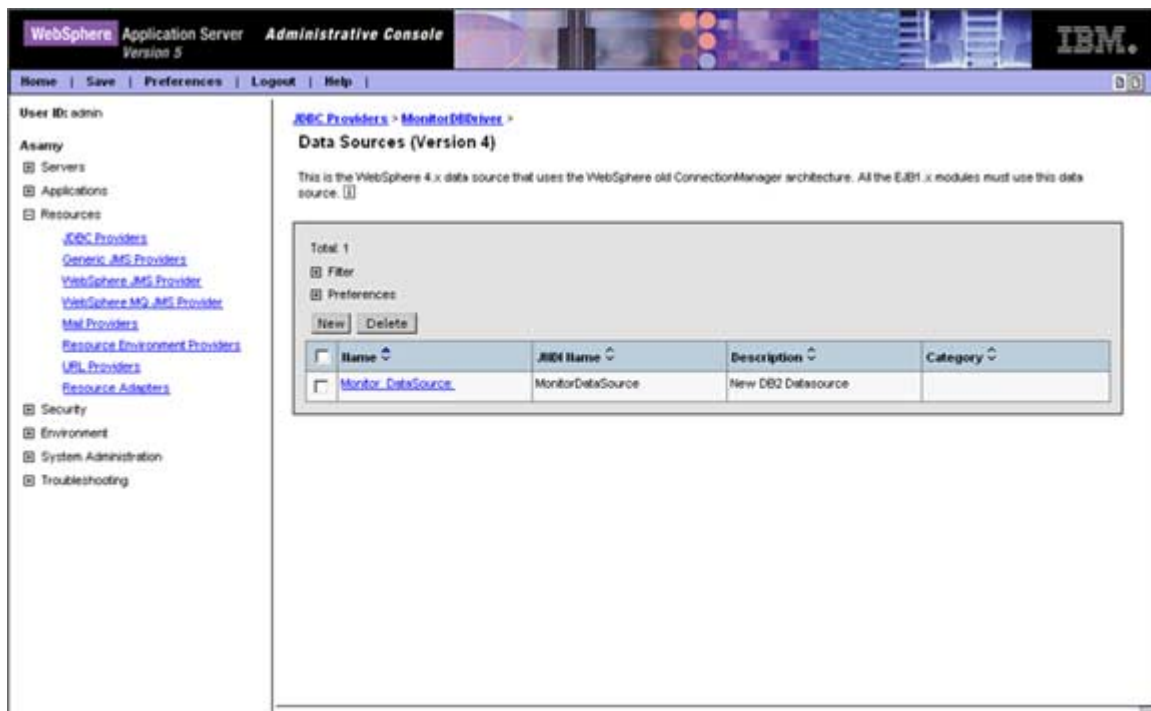 WebSphere Application Server Administrative Console
Version 5
IBM.
Home | Save | Preferences | Logout | Help |
User ID: admin
Asamy
Servers
Applications
Resources
JDBC Providers
Generic JMS Providers
WebSphere JMS Provider
WebSphere MQ JMS Provider
Mail Providers
Resource Environment Providers
URL Providers
Resource Adapters
Security
Environment
System Administration
Troubleshooting
JDBC Providers > MonitorDBDriver >
Data Sources (Version 4)
This is the WebSphere 4.x data source that uses the WebSphere old ConnectionManager architecture. All the EJB1.x modules must use this data
source. i
Total: 1
Filter
Preferences
New Delete
Name JNDI Name Description Category
Monitor_DataSource MonitorDataSource New DB2 Datasource